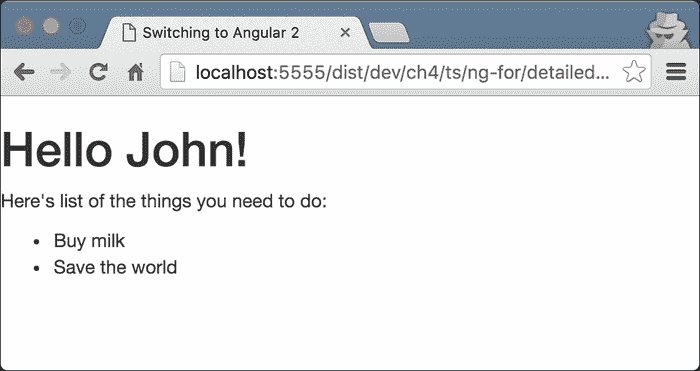 Switching to Angular 2
localhost:5555/dist/dev/ch4/ts/ng-for/detailed...
Hello John!
Here's list of the things you need to do:
• Buy milk
• Save the world